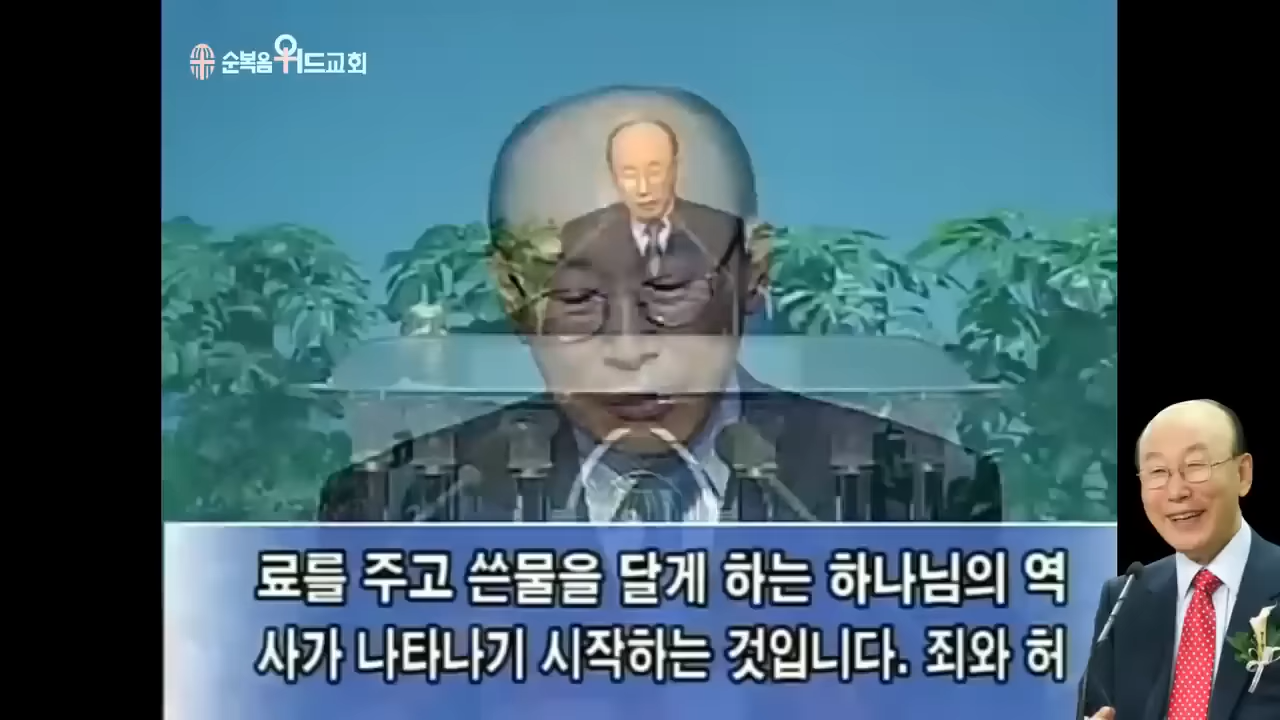 순복음위드교회
료를 주고 쓴물을 달게 하는 하나님의 역
사가 나타나기 시작하는 것입니다. 죄와 허